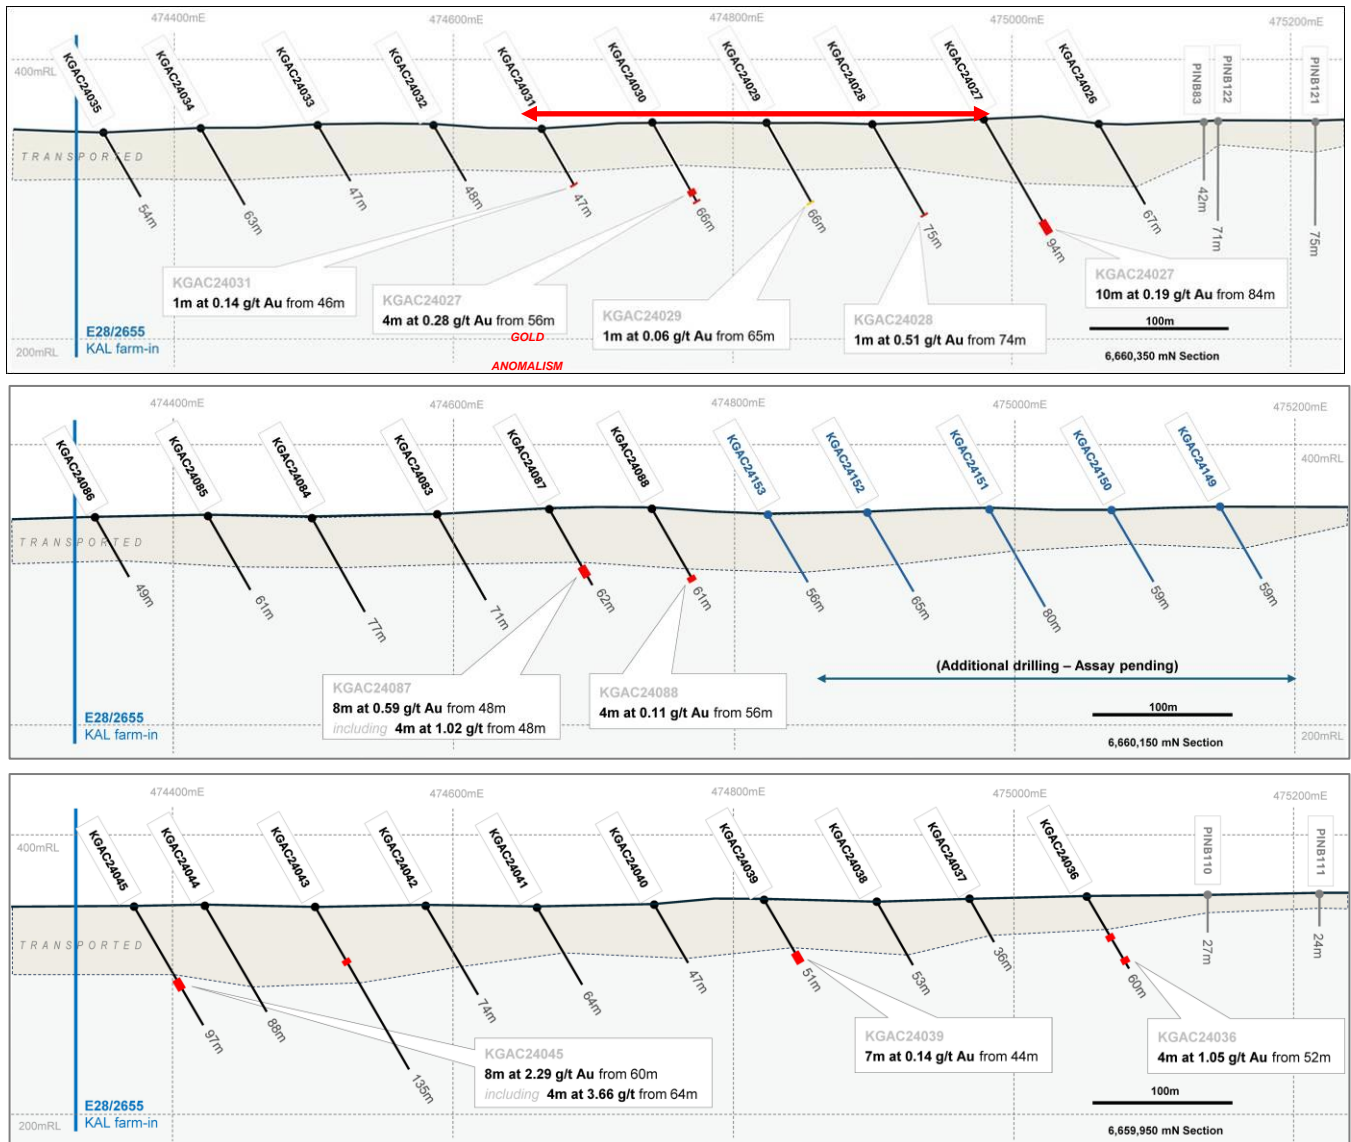 474400mE
474600mE
474800mE
475000mE
475200mE
400mRL
KGAC24035
KGAC24034
KGAC24033
KGAC24032
KGAC24031
KGAC24030
KGAC24029
KGAC24028
KGAC24027
KGAC24026
PINB83
PINB122
PINB121
TRANSPORTED
54m
63m
47m
48m
47m
66m
66m
75m
94m
67m
42m
71m
75m
KGAC24031
1m at 0.14 g/t Au from 46m
KGAC24027
4m at 0.28 g/t Au from 56m
KGAC24029
1m at 0.06 g/t Au from 65m
KGAC24028
1m at 0.51 g/t Au from 74m
KGAC24027
10m at 0.19 g/t Au from 84m
GOLD
ANOMALISM
E28/2655
KAL farm-in
200mRL
100m
6,660,350 mN Section
474400mE
474600mE
474800mE
475000mE
475200mE
400mRL
KGAC24086
KGAC24085
KGAC24084
KGAC24083
KGAC24087
KGAC24088
KGAC24153
KGAC24152
KGAC24151
KGAC24150
KGAC24149
TRANSPORTED
49m
61m
77m
71m
62m
61m
56m
65m
80m
59m
59m
KGAC24087
8m at 0.59 g/t Au from 48m
including 4m at 1.02 g/t from 48m
KGAC24088
4m at 0.11 g/t Au from 56m
(Additional drilling – Assay pending)
E28/2655
KAL farm-in
100m
200mRL
6,660,150 mN Section
474400mE
474600mE
474800mE
475000mE
475200mE
400mRL
KGAC24045
KGAC24044
KGAC24043
KGAC24042
KGAC24041
KGAC24040
KGAC24039
KGAC24038
KGAC24037
KGAC24036
PINB110
PINB111
TRANSPORTED
97m
88m
135m
74m
64m
47m
51m
53m
36m
60m
27m
24m
KGAC24045
8m at 2.29 g/t Au from 60m
including 4m at 3.66 g/t from 64m
KGAC24039
7m at 0.14 g/t Au from 44m
KGAC24036
4m at 1.05 g/t Au from 52m
E28/2655
KAL farm-in
200mRL
100m
6,659,950 mN Section